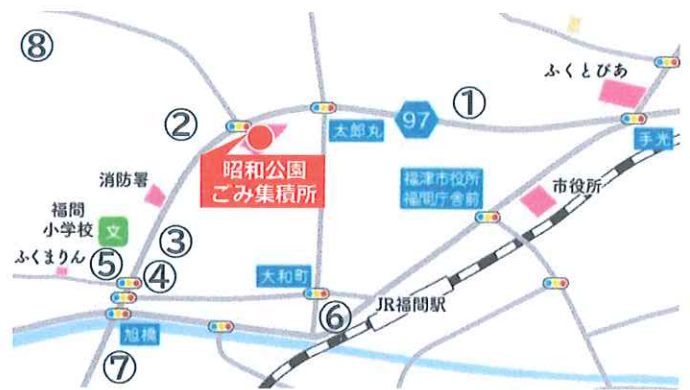 ⑧
ふくとぴあ
①
②
97
太郎丸
手光
昭和公園
ごみ集積所
消防署
福津市役所
福間庁舎前
市役所
福間
小学校
文
③
ふくまりん
⑤
④
大和町
JR福間駅
⑥
旭橋
⑦